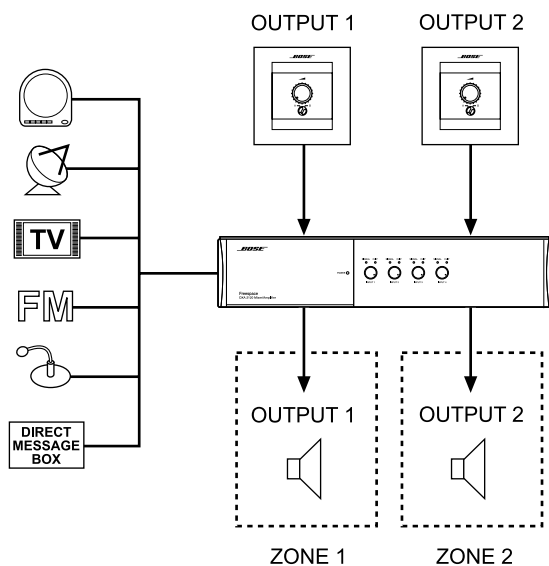 OUTPUT 1
OUTPUT 2
BOSE
BOSE
TV
FM
DIRECT
MESSAGE
BOX
BOSE
POWER
Freespace
OUTPUT 1
OUTPUT 2
ZONE 1
ZONE 2